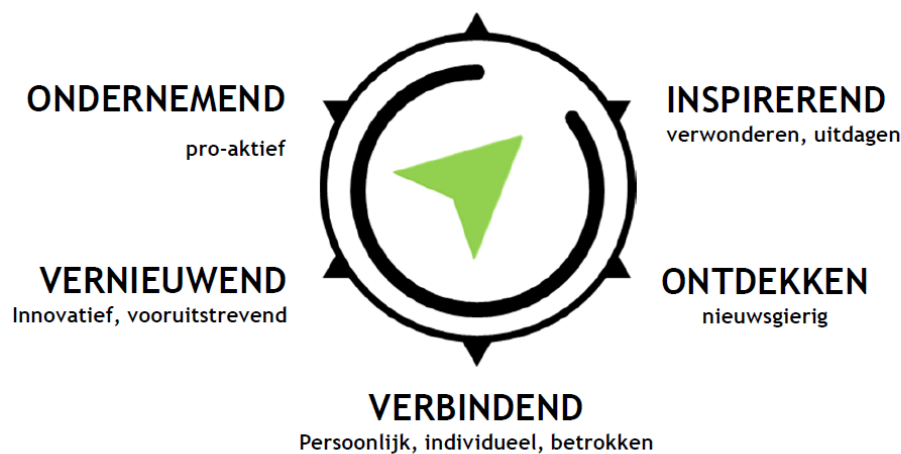 ONDERNEMEND
pro-aktief
INSPIREREND
verwonderen, uitdagen
VERNIEUWEND
Innovatief, vooruitstrevend
ONTDEKKEN
nieuwsgierig
VERBINDEND
Persoonlijk, individueel, betrokken